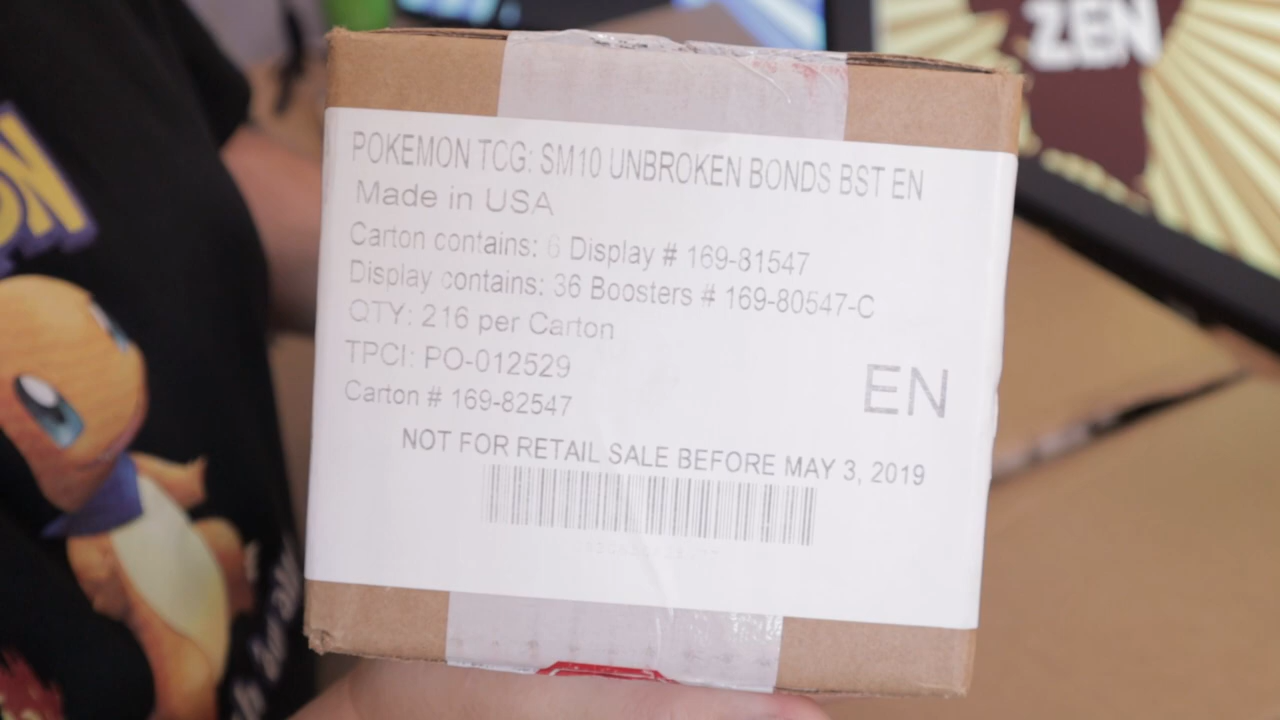 ZEN
ON
POKEMON TCG: SM10 UNBROKEN BONDS BST EN
Made in USA
Carton contains: 6 Display # 169-81547
Display contains: 36 Boosters # 169-80547-C
QTY: 216 per Carton
TPCI: PO-012529
Carton # 169-82547
EN
NOT FOR RETAIL SALE BEFORE MAY 3, 2019